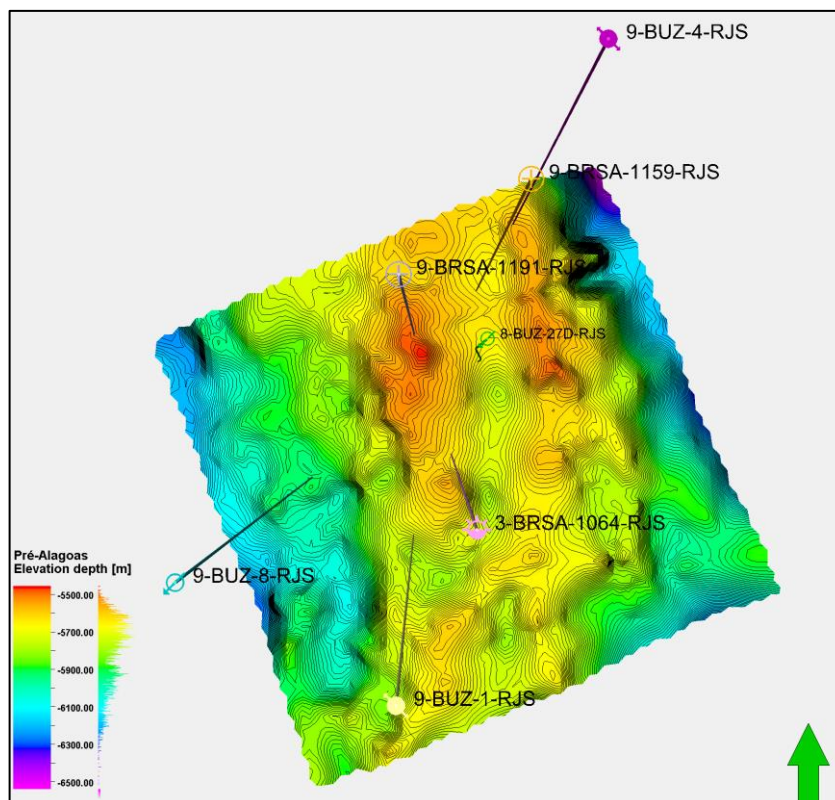 9-BUZ-4-RJS
9-BRSA-1159-RJS
9-BRSA-1191-RJS
8-BUZ-27D-RJS
3-BRSA-1064-RJS
9-BUZ-8-RJS
9-BUZ-1-RJS
Pré-Alagoas
Elevation depth [m]
-5500.00
-5700.00
-5900.00
-6100.00
-6300.00
-6500.00